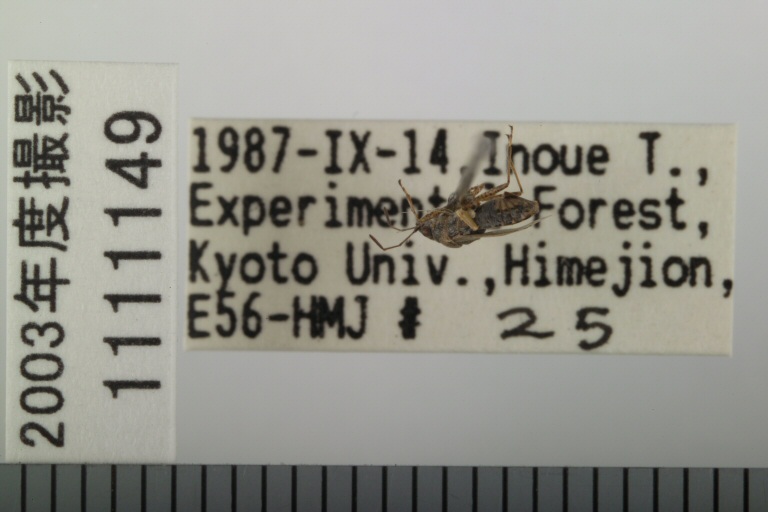 2003年度撮影
11111149
1987-IX-14, Inoue T.,
Experiment Forest,
Kyoto Univ., Himejion,
E56-HMJ # 25